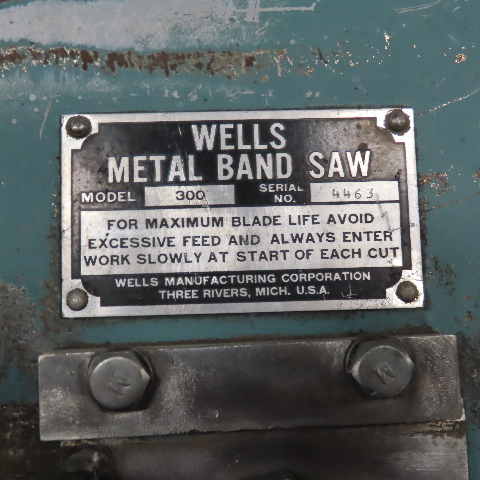 WELLS
METAL BAND SAW
MODEL 300 SERIAL NO. 4463
FOR MAXIMUM BLADE LIFE AVOID
EXCESSIVE FEED AND ALWAYS ENTER
WORK SLOWLY AT START OF EACH CUT
WELLS MANUFACTURING CORPORATION
THREE RIVERS, MICH. U.S.A.
M
M